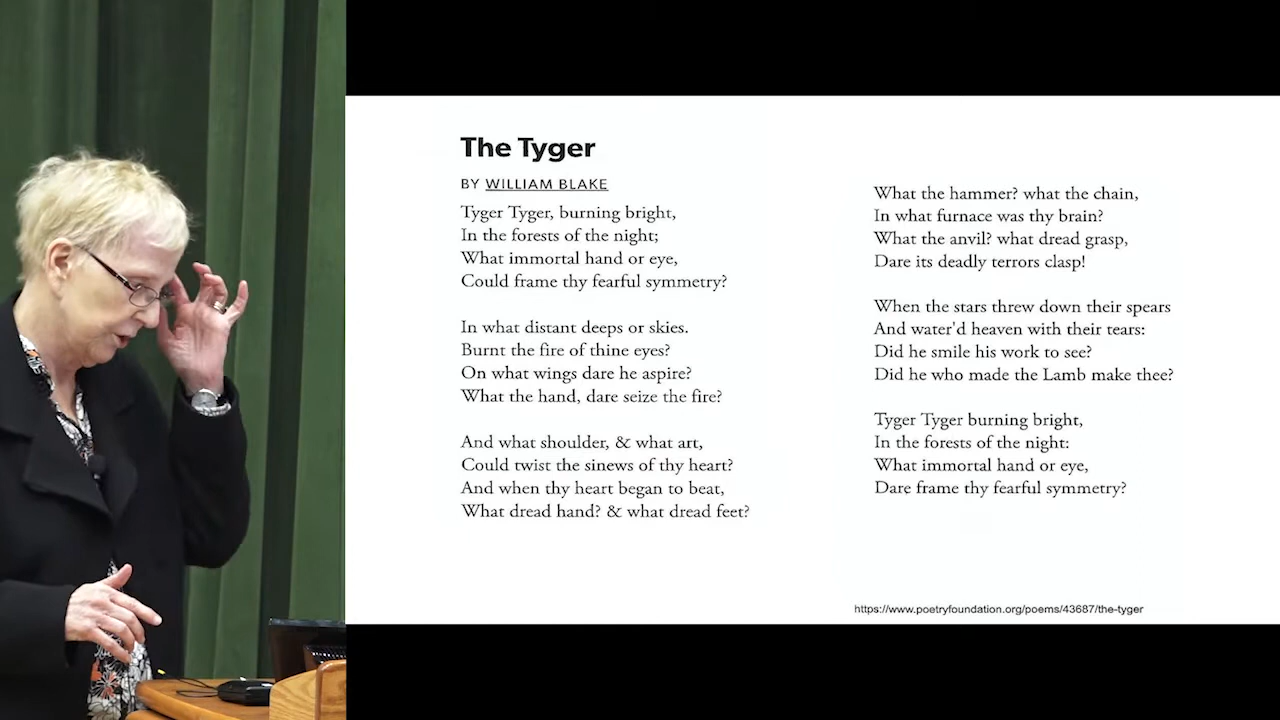 The Tyger
BY WILLIAM BLAKE
Tyger Tyger, burning bright,
In the forests of the night;
What immortal hand or eye,
Could frame thy fearful symmetry?
In what distant deeps or skies.
Burnt the fire of thine eyes?
On what wings dare he aspire?
What the hand, dare seize the fire?
And what shoulder, & what art,
Could twist the sinews of thy heart?
And when thy heart began to beat,
What dread hand? & what dread feet?
What the hammer? what the chain,
In what furnace was thy brain?
What the anvil? what dread grasp,
Dare its deadly terrors clasp!
When the stars threw down their spears
And water'd heaven with their tears:
Did he smile his work to see?
Did he who made the Lamb make thee?
Tyger Tyger burning bright,
In the forests of the night:
What immortal hand or eye,
Dare frame thy fearful symmetry?
https://www.poetryfoundation.org/poems/43687/the-tyger